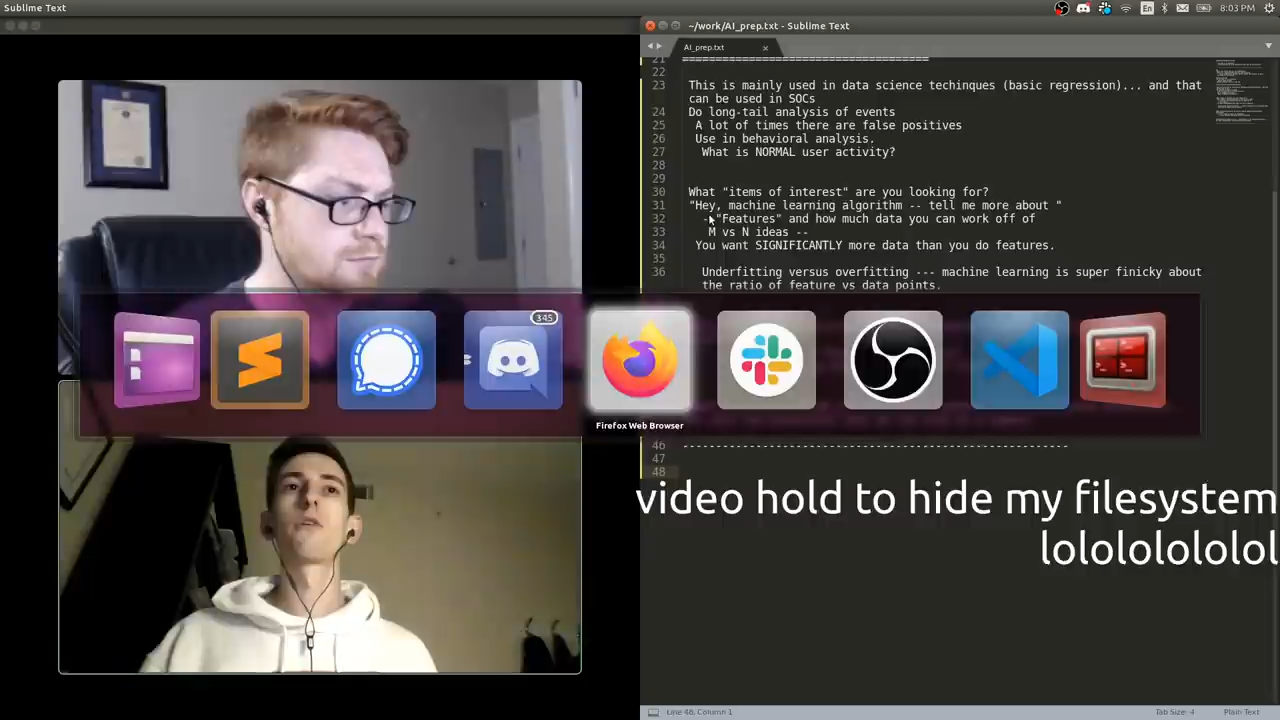 Sublime Text
En
8:03 PM
~/work/AI_prep.txt - Sublime Text
AI_prep.txt
21 ====================================
22
23 This is mainly used in data science techniques (basic regression)... and that
can be used in SOCs
24 Do long-tail analysis of events
25 A lot of times there are false positives
26 Use in behavioral analysis.
27 What is NORMAL user activity?
28
29
30 What "items of interest" are you looking for?
31 "Hey, machine learning algorithm -- tell me more about "
32 --"Features" and how much data you can work off of
33 M vs N ideas --
34 You want SIGNIFICANTLY more data than you do features.
35
36 Underfitting versus overfitting --- machine learning is super finicky about
the ratio of feature vs data points.
345
Firefox Web Browser
46 ----------------------------------------------------------
47
48
video hold to hide my filesystem
lolololololol
Line 48, Column 1
Tab Size: 4
Plain Text